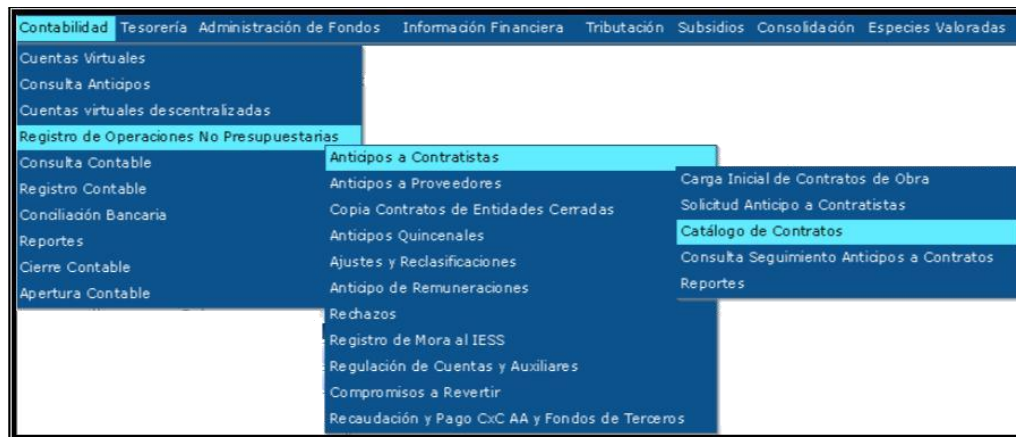 Contabilidad Tesorería Administración de Fondos Información Financiera Tributación Subsidios Consolidación Especies Valoradas
Cuentas Virtuales
Consulta Anticipos
Cuentas virtuales descentralizadas
Registro de Operaciones No Presupuestarias
Consulta Contable
Registro Contable
Conciliación Bancaria
Reportes
Cierre Contable
Apertura Contable
Anticipos a Contratistas
Anticipos a Proveedores
Copia Contratos de Entidades Cerradas
Anticipos Quincenales
Ajustes y Reclasificaciones
Anticipo de Remuneraciones
Rechazos
Registro de Mora al IESS
Regulación de Cuentas y Auxiliares
Compromisos a Revertir
Recaudación y Pago CxC AA y Fondos de Terceros
Carga Inicial de Contratos de Obra
Solicitud Anticipo a Contratistas
Catálogo de Contratos
Consulta Seguimiento Anticipos a Contratos
Reportes